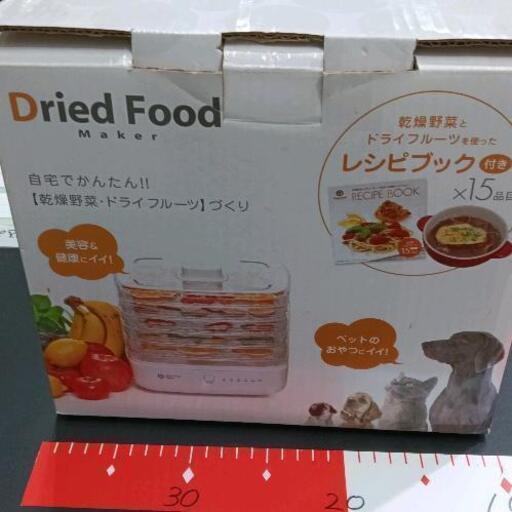 Dried Food
Maker
自宅でかんたん!!
【乾燥野菜・ドライフルーツ】づくり
美容&
健康にイイ!
乾燥野菜と
ドライフルーツを使った
レシピブック付き
×15品目
RECIPE BOOK
ペットの
おやつにイイ!
30
20